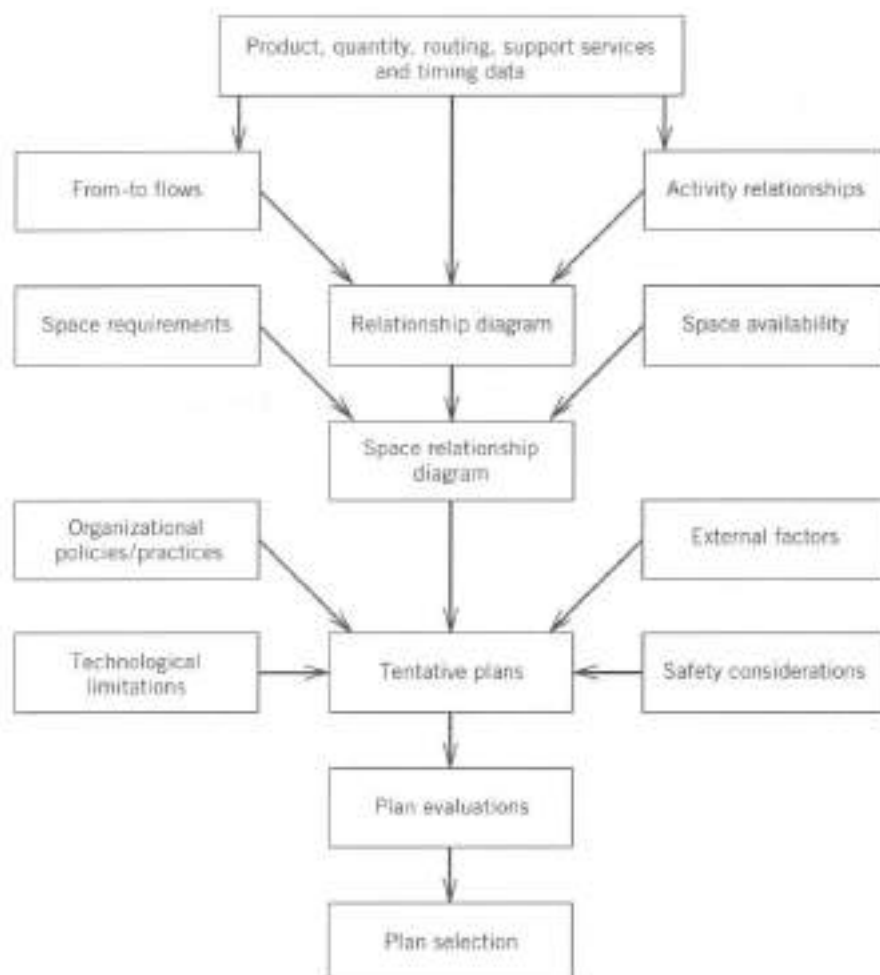 Product, quantity, routing, support services
and timing data
From-to flows
Activity relationships
Space requirements
Relationship diagram
Space availability
Space relationship
diagram
Organizational
policies/practices
External factors
Technological
limitations
Tentative plans
Safety considerations
Plan evaluations
Plan selection